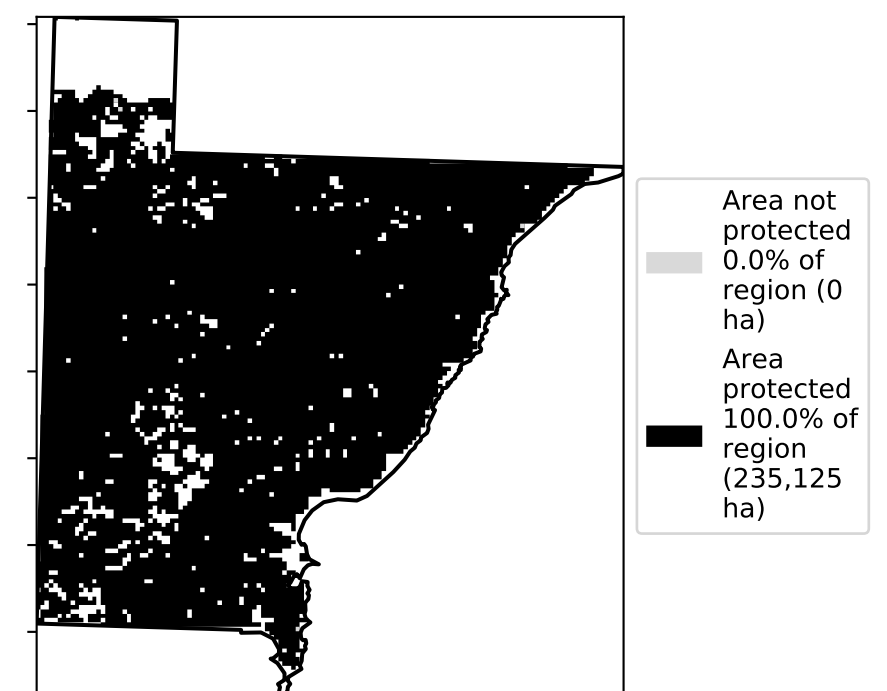 Area not
protected
0.0% of
region (0
ha)
Area
protected
100.0% of
region
(235,125
ha)